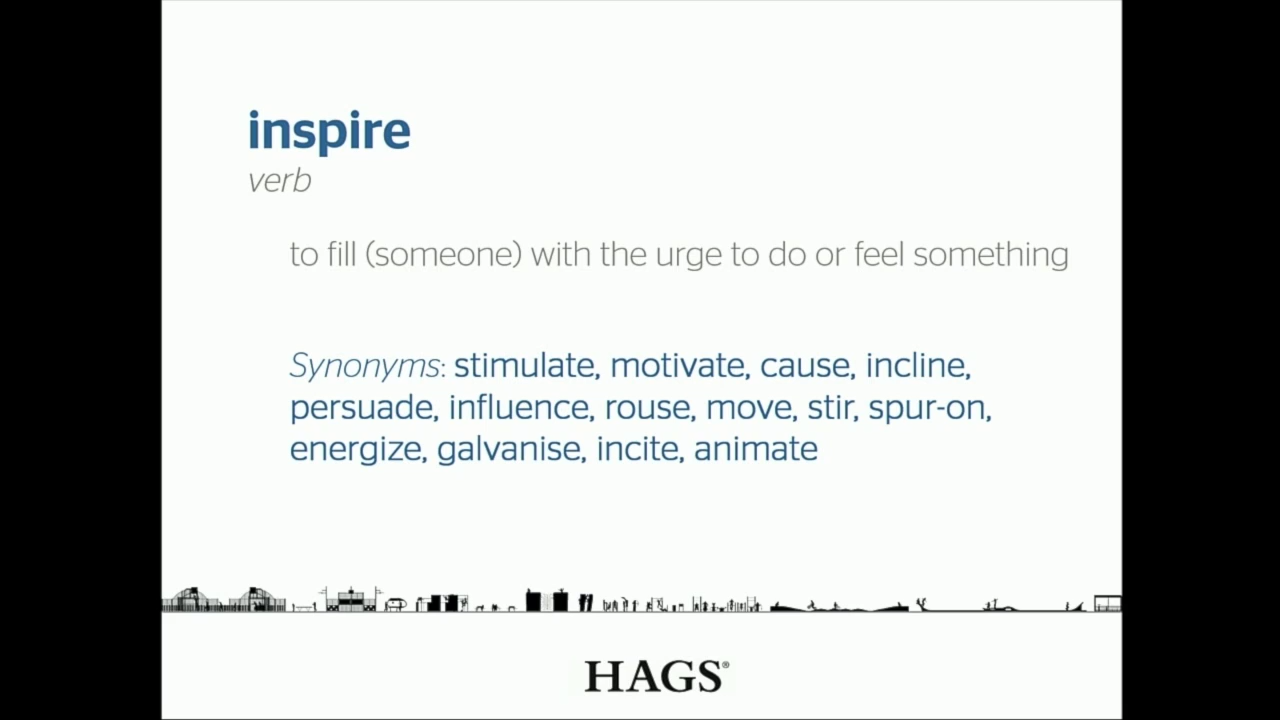 inspire
verb
to fill (someone) with the urge to do or feel something
Synonyms: stimulate, motivate, cause, incline,
persuade, influence, rouse, move, stir, spur-on,
energize, galvanise, incite, animate
HAGS®